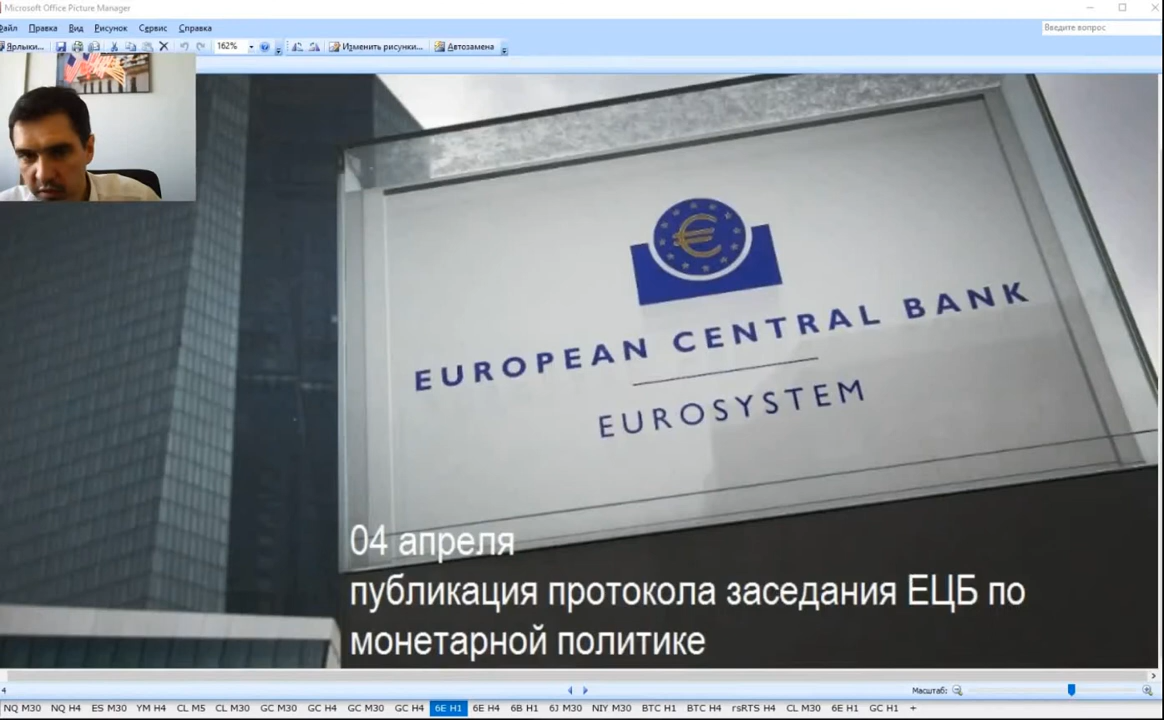 Microsoft Office Picture Manager
Файл Правка Вид Рисунок Сервис Справка
Введите вопрос
Ярлыки... 162% Изменить рисунки... Автозамена
EUROPEAN CENTRAL BANK
EUROSYSTEM
04 апреля
публикация протокола заседания ЕЦБ по
монетарной политике
4
Масштаб:
NQ M30 NQ H4 ES M30 YM H4 CL M5 CL M30 GC M30 GC H4 GC M30 GC H4 6E H1 6E H4 6B H1 6J M30 NIY M30 BTC H1 BTC H4 rsRTS H4 CL M30 6E H1 GC H1 +